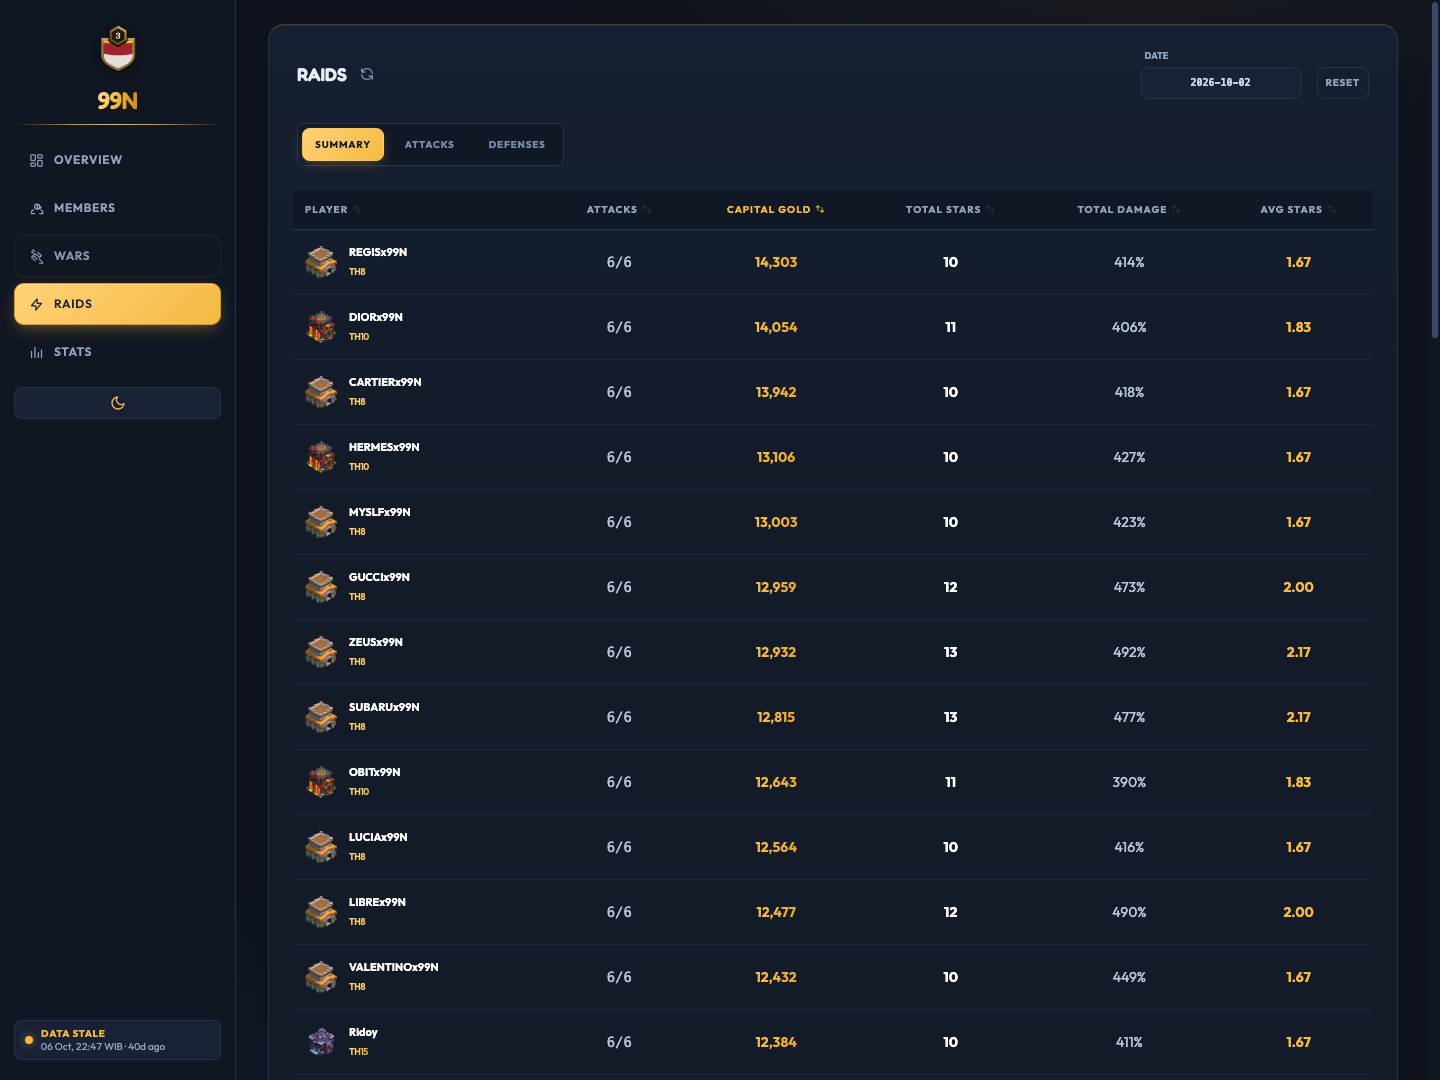 3
99N
OVERVIEW
MEMBERS
WARS
RAIDS
STATS
DATA STALE
06 Oct, 22:47 WIB · 40d ago
RAIDS
DATE
2026-10-02
RESET
SUMMARY ATTACKS DEFENSES
PLAYER ATTACKS CAPITAL GOLD TOTAL STARS TOTAL DAMAGE AVG STARS
REGISx99N
TH8
6/6 14,303 10 414% 1.67
DIORx99N
TH10
6/6 14,054 11 406% 1.83
CARTIERx99N
TH8
6/6 13,942 10 418% 1.67
HERMESx99N
TH10
6/6 13,106 10 427% 1.67
MYSLFx99N
TH8
6/6 13,003 10 423% 1.67
GUCCIx99N
TH8
6/6 12,959 12 473% 2.00
ZEUSx99N
TH8
6/6 12,932 13 492% 2.17
SUBARUx99N
TH8
6/6 12,815 13 477% 2.17
OBITx99N
TH10
6/6 12,643 11 390% 1.83
LUCIAx99N
TH8
6/6 12,564 10 416% 1.67
LIBREx99N
TH8
6/6 12,477 12 490% 2.00
VALENTINOx99N
TH8
6/6 12,432 10 449% 1.67
Ridoy
TH15
6/6 12,384 10 411% 1.67